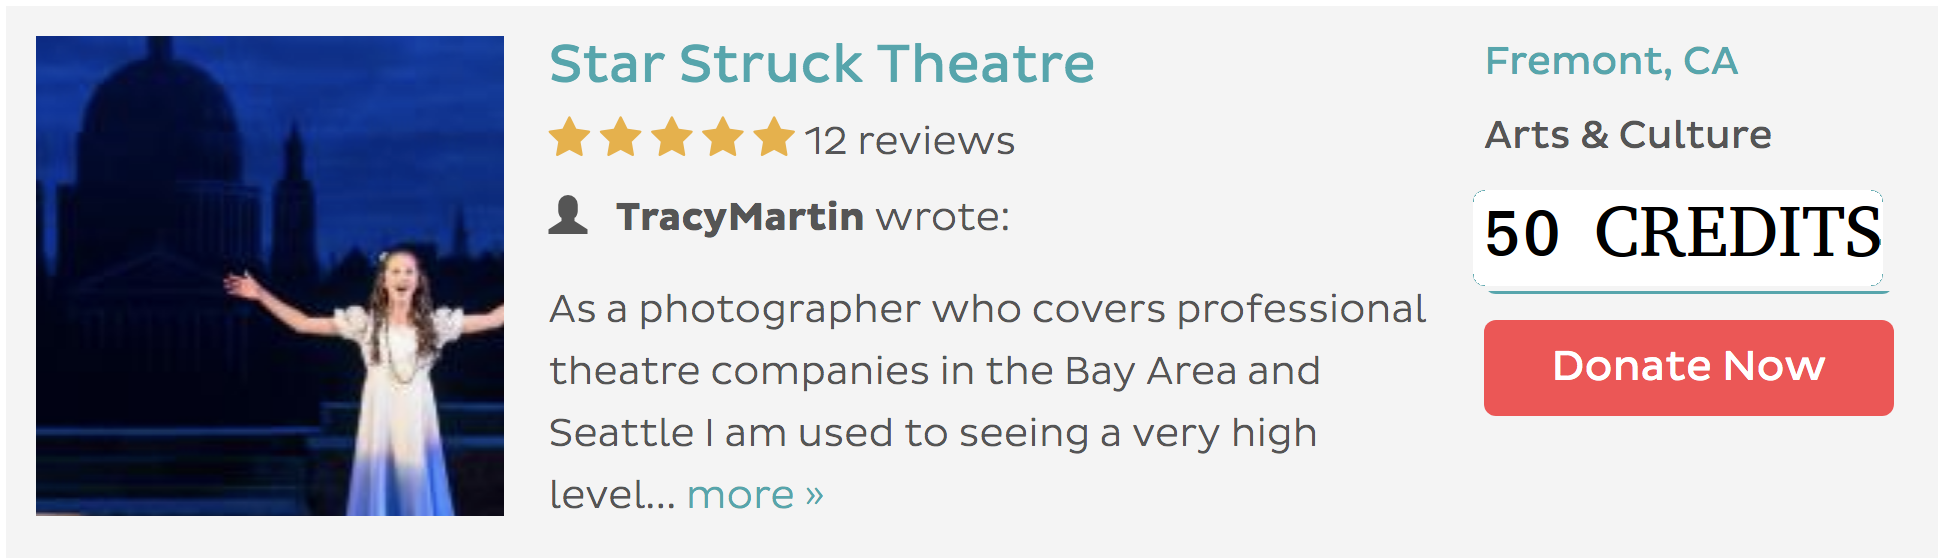 Star Struck Theatre
12 reviews
TracyMartin wrote:
As a photographer who covers professional
theatre companies in the Bay Area and
Seattle I am used to seeing a very high
level... more »
Fremont, CA
Arts & Culture
50 CREDITS
Donate Now